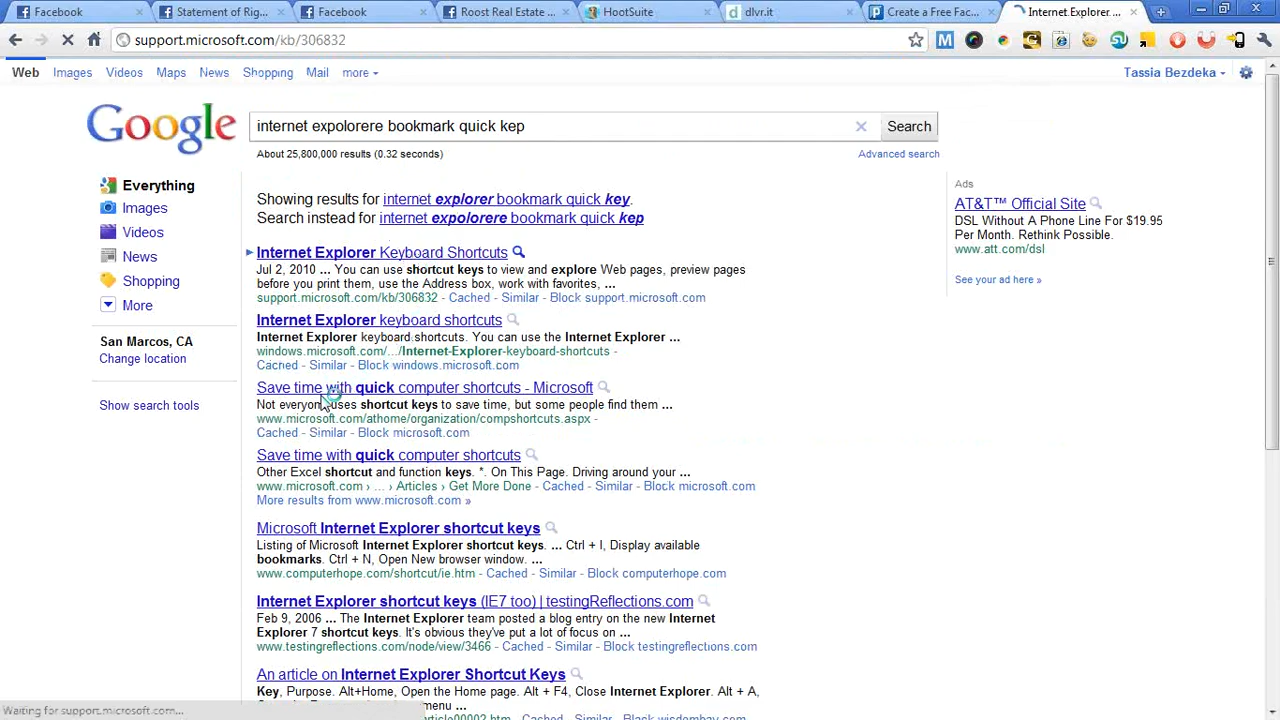 Facebook
Statement of Rig...
Facebook
Roost Real Estate ...
HootSuite
dlvr.it
Create a Free Fac...
Internet Explorer ...
support.microsoft.com/kb/306832
Web Images Videos Maps News Shopping Mail more
Tassia Bezdeka
Google
internet expolorere bookmark quick kep
Search
About 25,800,000 results (0.32 seconds)
Advanced search
Everything
Images
Videos
News
Shopping
More
San Marcos, CA
Change location
Show search tools
Showing results for internet explorer bookmark quick key.
Search instead for internet expolorere bookmark quick kep
Internet Explorer Keyboard Shortcuts
Jul 2, 2010 ... You can use shortcut keys to view and explore Web pages, preview pages
before you print them, use the Address box, work with favorites, ...
support.microsoft.com/kb/306832 - Cached - Similar - Block support.microsoft.com
Internet Explorer keyboard shortcuts
Internet Explorer keyboard shortcuts. You can use the Internet Explorer ...
windows.microsoft.com/.../Internet-Explorer-keyboard-shortcuts -
Cached - Similar - Block windows.microsoft.com
Save time with quick computer shortcuts - Microsoft
Not everyone uses shortcut keys to save time, but some people find them ...
www.microsoft.com/athome/organization/compshortcuts.aspx -
Cached - Similar - Block microsoft.com
Save time with quick computer shortcuts
Other Excel shortcut and function keys. *. On This Page. Driving around your ...
www.microsoft.com › ... › Articles › Get More Done - Cached - Similar - Block microsoft.com
More results from www.microsoft.com »
Microsoft Internet Explorer shortcut keys
Listing of Microsoft Internet Explorer shortcut keys. ... Ctrl + I, Display available
bookmarks. Ctrl + N, Open New browser window. ...
www.computerhope.com/shortcut/ie.htm - Cached - Similar - Block computerhope.com
Internet Explorer shortcut keys (IE7 too) | testingReflections.com
Feb 9, 2006 ... The Internet Explorer team posted a blog entry on the new Internet
Explorer 7 shortcut keys. It's obvious they've put a lot of focus on ...
www.testingreflections.com/node/view/3466 - Cached - Similar - Block testingreflections.com
An article on Internet Explorer Shortcut Keys
Key, Purpose. Alt+Home, Open the Home page. Alt + F4, Close Internet Explorer. Alt + A,
menu ...
Ads
AT&T™ Official Site
DSL Without A Phone Line For $19.95
Per Month. Rethink Possible.
www.att.com/dsl
See your ad here »
Waiting for support.microsoft.com...